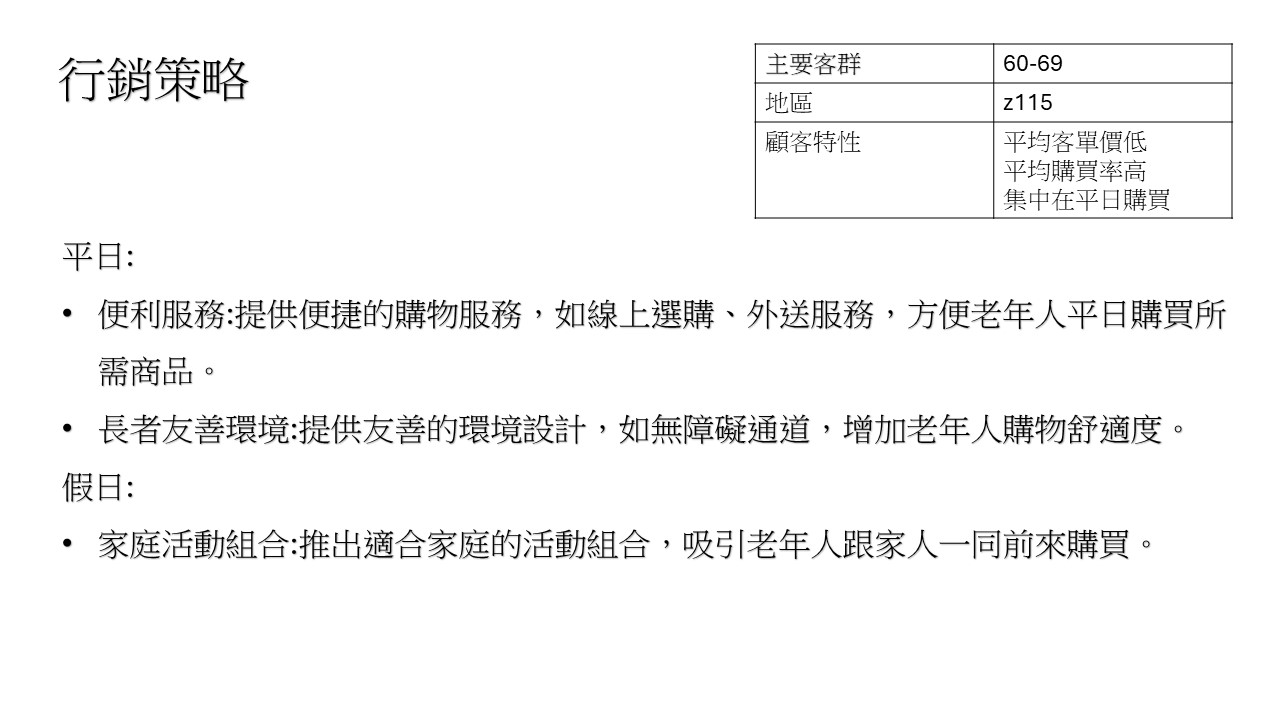 行銷策略
主要客群 60-69
地區 z115
顧客特性 平均客單價低
平均購買率高
集中在平日購買
平日:
• 便利服務:提供便捷的購物服務，如線上選購、外送服務，方便老年人平日購買所
需商品。
• 長者友善環境:提供友善的環境設計，如無障礙通道，增加老年人購物舒適度。
假日:
• 家庭活動組合:推出適合家庭的活動組合，吸引老年人跟家人一同前來購買。